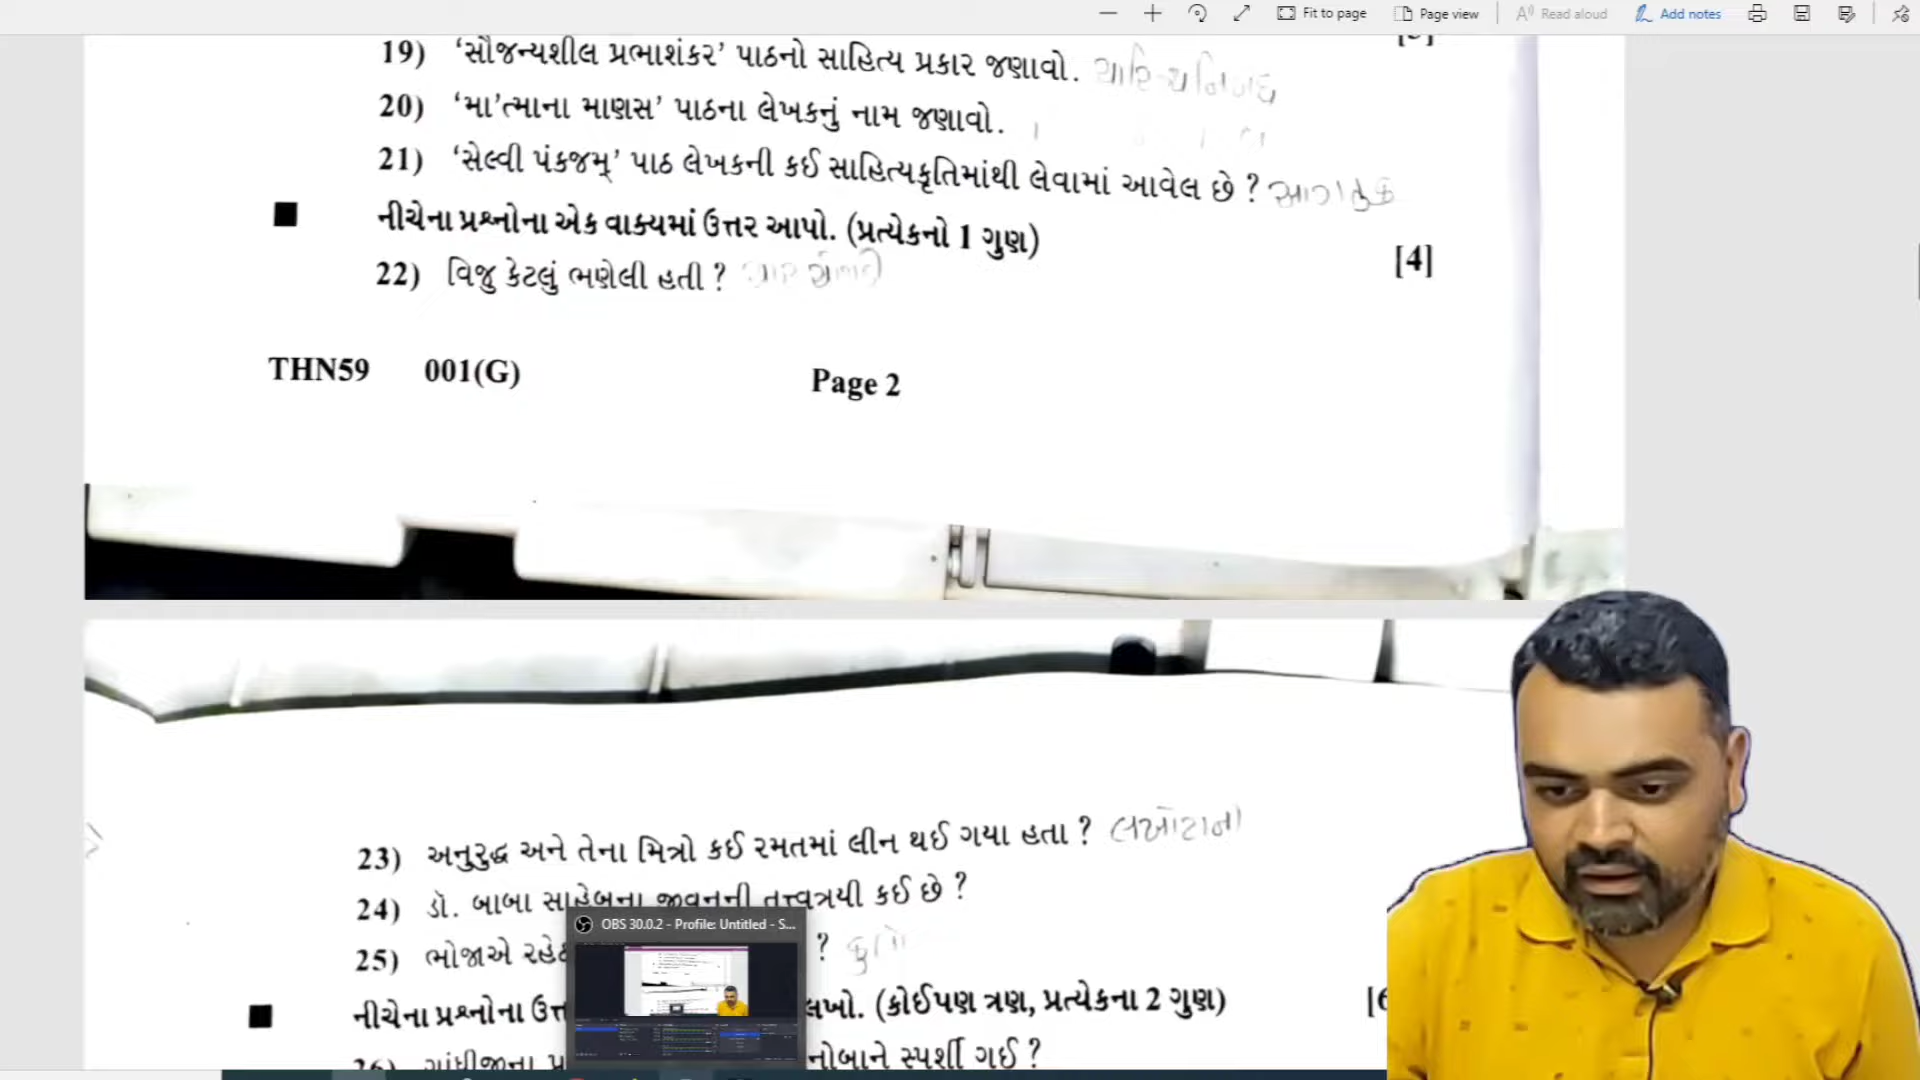 Fit to page Page view Read aloud Add notes
19) ‘સૌજન્યશીલ પ્રભાશંકર’ પાઠનો સાહિત્ય પ્રકાર જણાવો.
20) ‘મા’ત્માના માણસ’ પાઠના લેખકનું નામ જણાવો.
21) ‘સેલ્વી પંકજમ્’ પાઠ લેખકની કઈ સાહિત્યકૃતિમાંથી લેવામાં આવેલ છે ? આગંતુક
■ નીચેના પ્રશ્નોના એક વાક્યમાં ઉત્તર આપો. (પ્રત્યેકનો 1 ગુણ) [4]
22) વિજુ કેટલું ભણેલી હતી ? ચાર ચોપડી
THN59 001(G) Page 2
23) અનુરુદ્ધ અને તેના મિત્રો કઈ રમતમાં લીન થઈ ગયા હતા ? લખોટાની
24) ડૉ. બાબા સાહેબના જીવનની તત્ત્વત્રયી કઈ છે ?
25) ભોજાએ ?
OBS 30.0.2 - Profile: Untitled - S...
■ નીચેના પ્રશ્નોના લખો. (કોઈપણ ત્રણ, પ્રત્યેકના 2 ગુણ)
26) ગાંધીજીના સ્પર્શી ગઈ ?